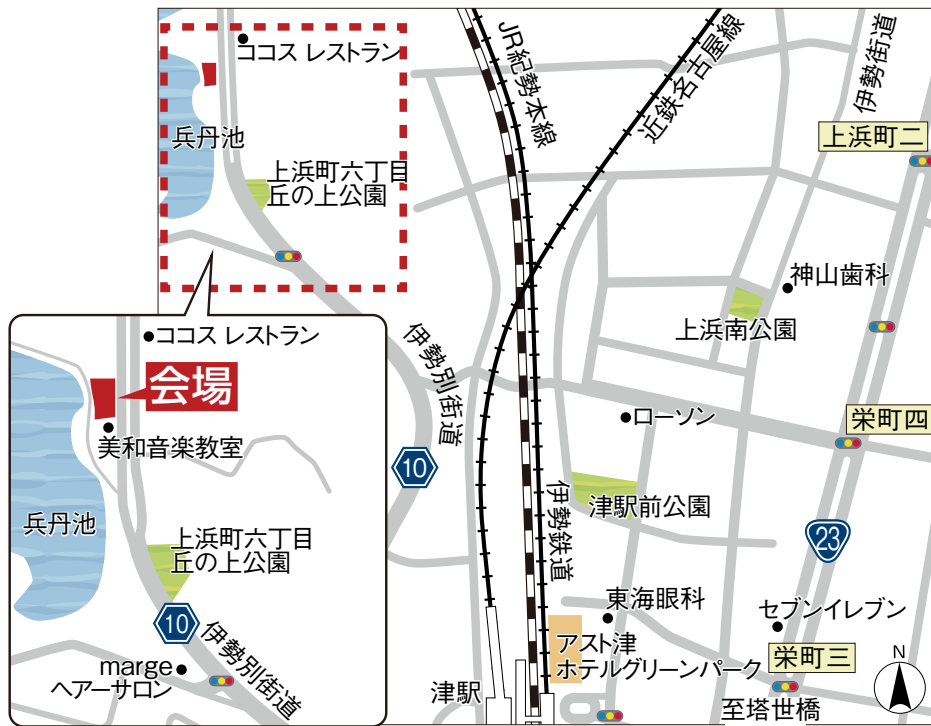 ココス レストラン
JR紀勢本線
近鉄名古屋線
伊勢街道
兵丹池
上浜町二
上浜町六丁目
丘の上公園
神山歯科
上浜南公園
ココス レストラン
会場
美和音楽教室
伊勢別街道
10
ローソン
栄町四
兵丹池
上浜町六丁目
丘の上公園
伊勢鉄道
津駅前公園
23
10
伊勢別街道
東海眼科
セブンイレブン
marge
ヘアーサロン
アスト津
ホテルグリーンパーク
栄町三
津駅
至塔世橋
N